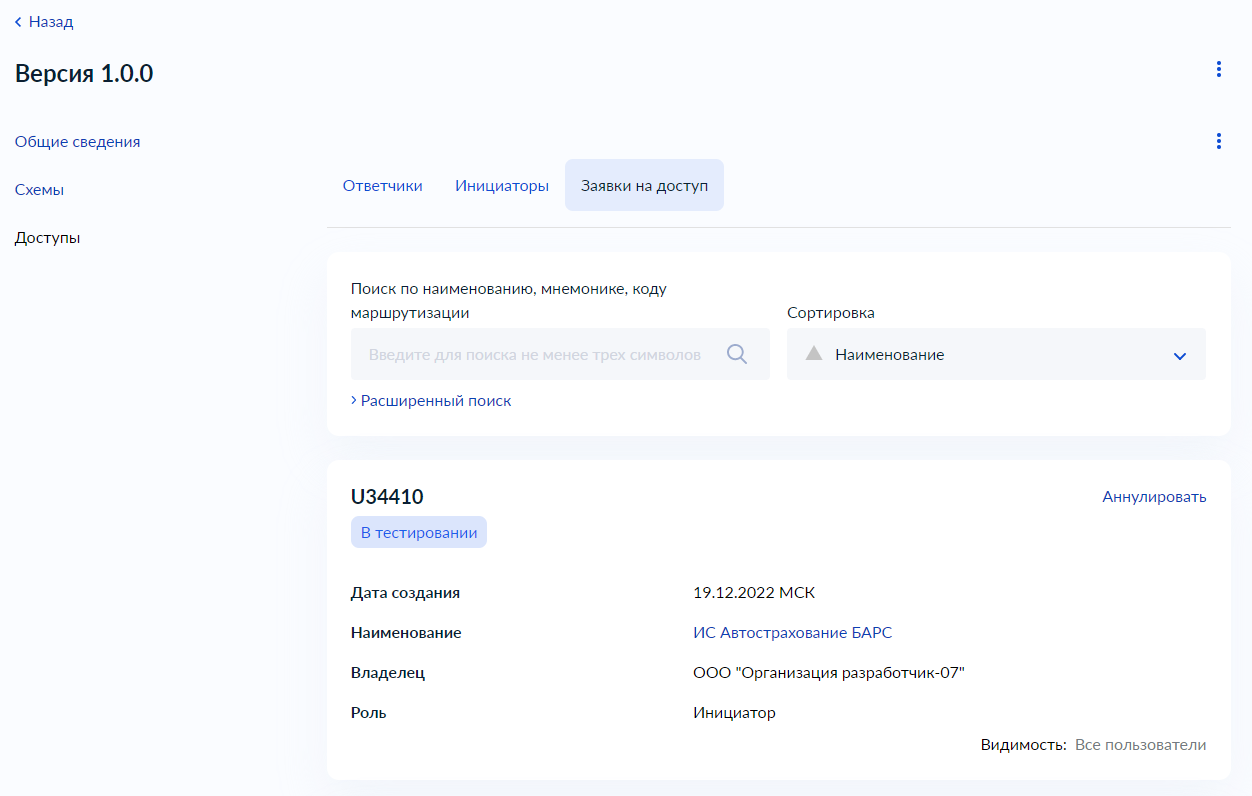 Назад
Версия 1.0.0
Общие сведения
Схемы
Доступы
Ответчики Инициаторы Заявки на доступ
Поиск по наименованию, мнемонике, коду
маршрутизации
Сортировка
Введите для поиска не менее трех символов
Наименование
Расширенный поиск
U34410
Аннулировать
В тестировании
Дата создания 19.12.2022 МСК
Наименование ИС Автострахование БАРС
Владелец ООО "Организация разработчик-07"
Роль Инициатор
Видимость: Все пользователи